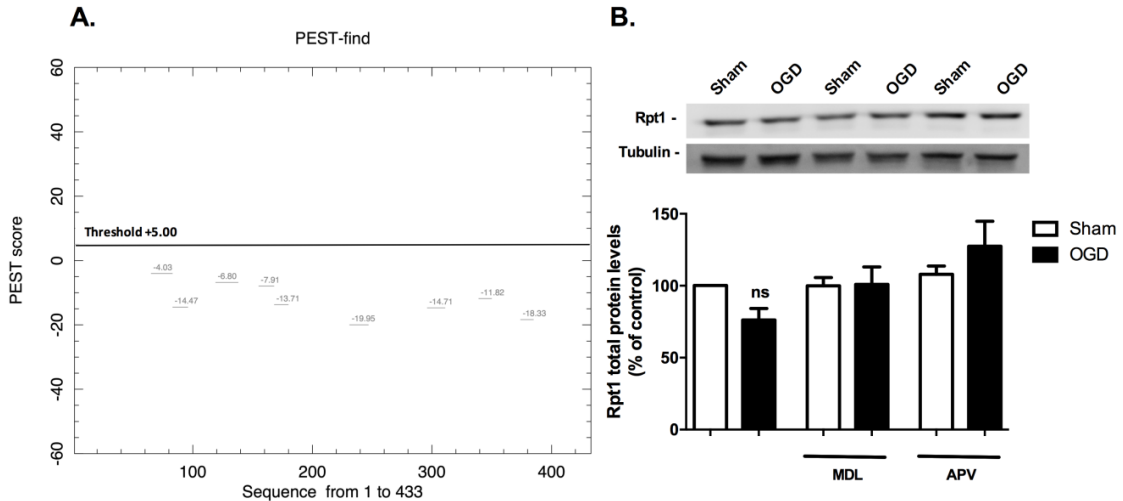 A.
PEST-find
PEST score
60
40
20
0
-20
-40
-60
Threshold +5.00
-4.03
-14.47
-6.80
-7.91
-13.71
-19.95
-14.71
-11.82
-18.33
100
200
300
400
Sequence from 1 to 433
B.
Sham
OGD
Sham
OGD
Sham
OGD
Rpt1 -
Tubulin -
Rpt1 total protein levels
(% of control)
150
100
50
0
ns
Sham
OGD
MDL
APV